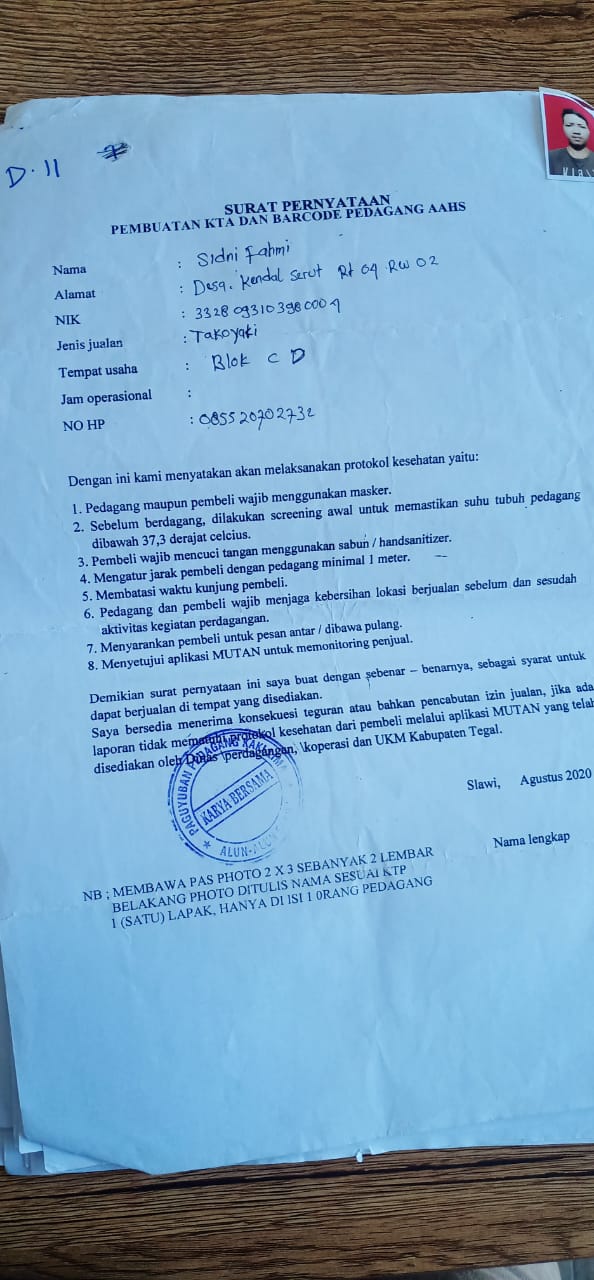 D.11
SURAT PERNYATAAN
PEMBUATAN KTA DAN BARCODE PEDAGANG AAHS
Nama : Sidni Fahmi
Alamat : Desa. Kendal serut Rt 04 RW 02
NIK : 3328093103980004
Jenis jualan : Takoyaki
Tempat usaha : Blok C D
Jam operasional :
NO HP : 085520702732
Dengan ini kami menyatakan akan melaksanakan protokol kesehatan yaitu:
1. Pedagang maupun pembeli wajib menggunakan masker.
2. Sebelum berdagang, dilakukan screening awal untuk memastikan suhu tubuh pedagang
dibawah 37,3 derajat celcius.
3. Pembeli wajib mencuci tangan menggunakan sabun / handsanitizer.
4. Mengatur jarak pembeli dengan pedagang minimal 1 meter.
5. Membatasi waktu kunjung pembeli.
6. Pedagang dan pembeli wajib menjaga kebersihan lokasi berjualan sebelum dan sesudah
aktivitas kegiatan perdagangan.
7. Menyarankan pembeli untuk pesan antar / dibawa pulang.
8. Menyetujui aplikasi MUTAN untuk memonitoring penjual.
Demikian surat pernyataan ini saya buat dengan sebenar – benarnya, sebagai syarat untuk
dapat berjualan di tempat yang disediakan.
Saya bersedia menerima konsekuesi teguran atau bahkan pencabutan izin jualan, jika ada
laporan tidak mematuhi protokol kesehatan dari pembeli melalui aplikasi MUTAN yang telah
disediakan oleh Dinas \perdagangan, \koperasi dan UKM Kabupaten Tegal.
PAGUYUBAN PEDAGANG KAKI LIMA
KARYA BERSAMA
ALUN-ALUN
Slawi, Agustus 2020
Nama lengkap
NB ; MEMBAWA PAS PHOTO 2 X 3 SEBANYAK 2 LEMBAR
BELAKANG PHOTO DITULIS NAMA SESUAI KTP
1 (SATU) LAPAK, HANYA DI ISI 1 0RANG PEDAGANG